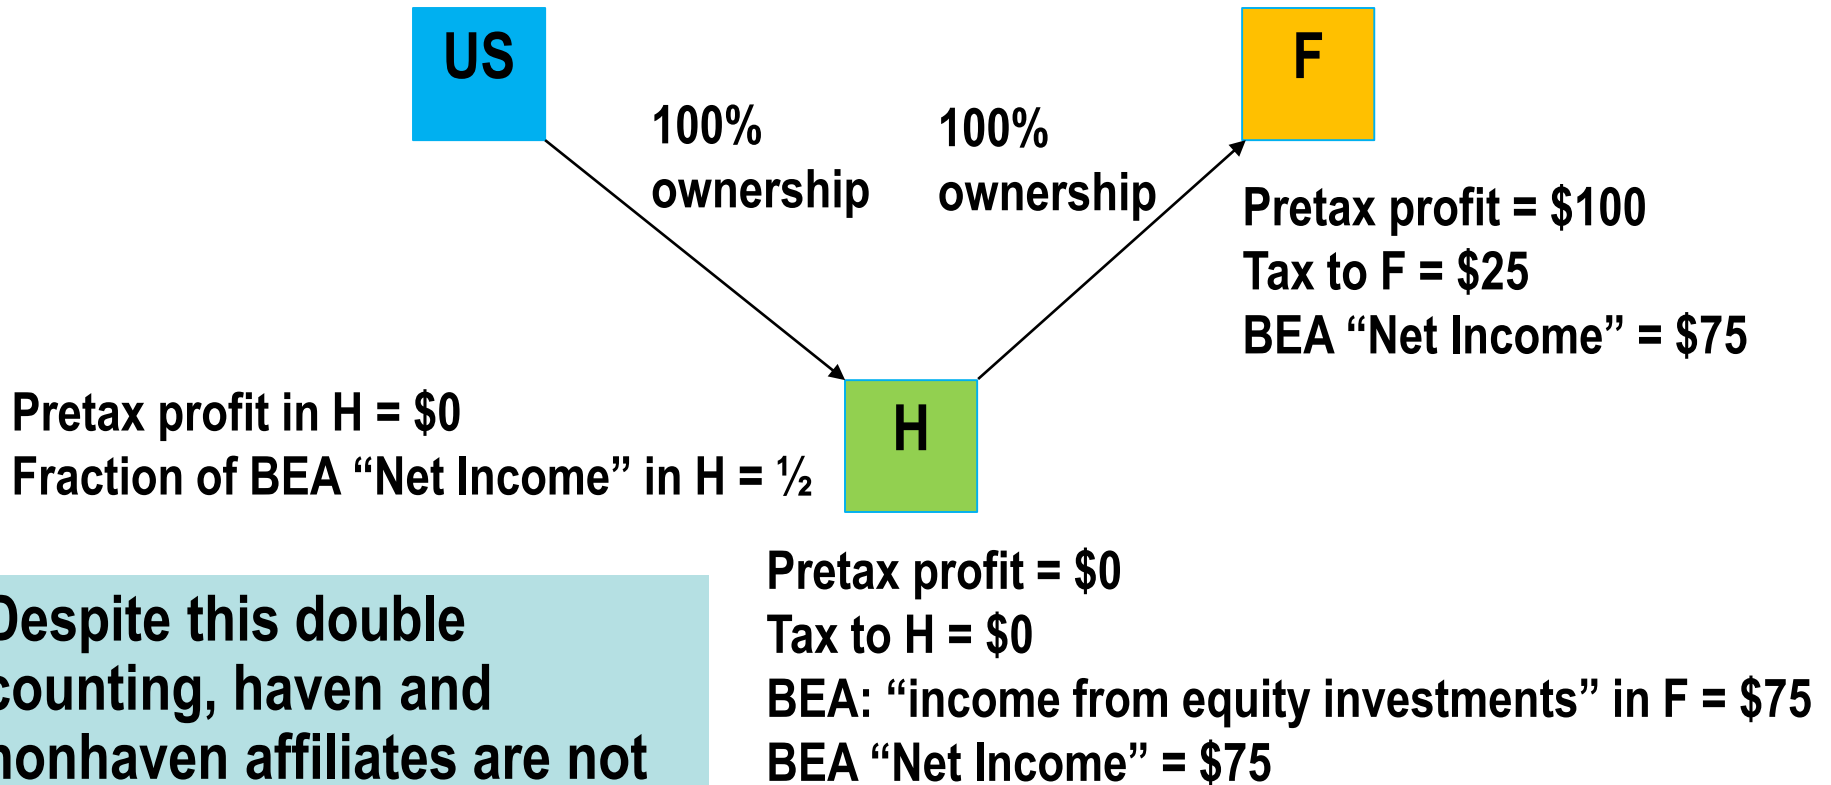 US
F
100%
ownership
100%
ownership
Pretax profit = $100
Tax to F = $25
BEA “Net Income” = $75
Pretax profit in H = $0
Fraction of BEA “Net Income” in H = ½
H
Pretax profit = $0
Tax to H = $0
BEA: “income from equity investments” in F = $75
BEA “Net Income” = $75
Despite this double
counting, haven and
nonhaven affiliates are not